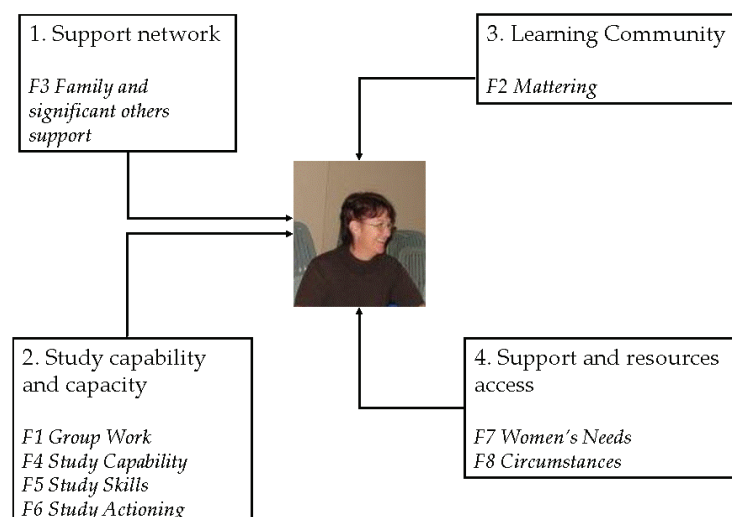 1. Support network
F3 Family and
significant others
support
3. Learning Community
F2 Mattering
2. Study capability
and capacity
F1 Group Work
F4 Study Capability
F5 Study Skills
F6 Study Actioning
4. Support and resources
access
F7 Women's Needs
F8 Circumstances